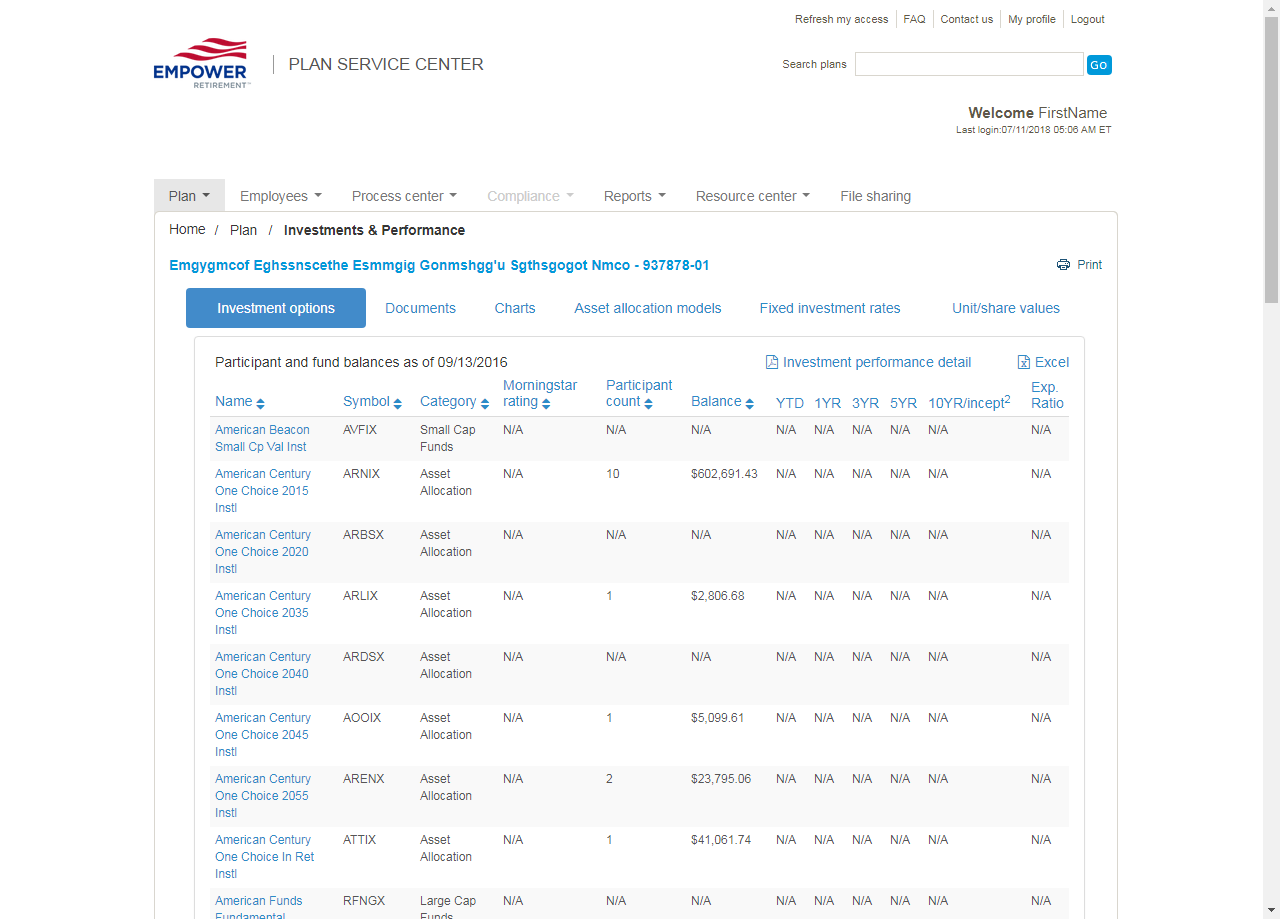 Refresh my access FAQ Contact us My profile Logout
EMPOWER
RETIREMENT™
PLAN SERVICE CENTER
Search plans Go
Welcome FirstName
Last login:07/11/2018 05:06 AM ET
Plan Employees Process center Compliance Reports Resource center File sharing
Home / Plan / Investments & Performance
Emgygmcof Eghssnscethe Esmmgig Gonmshgg'u Sgthsgogot Nmco - 937878-01
Print
Investment options Documents Charts Asset allocation models Fixed investment rates Unit/share values
Participant and fund balances as of 09/13/2016 Investment performance detail Excel
Name Symbol Category Morningstar rating Participant count Balance YTD 1YR 3YR 5YR 10YR/incept2 Exp. Ratio
American Beacon AVFIX Small Cap N/A N/A N/A N/A N/A N/A N/A N/A N/A
Small Cp Val Inst Funds
American Century ARNIX Asset N/A 10 $602,691.43 N/A N/A N/A N/A N/A N/A
One Choice 2015 Allocation
Instl
American Century ARBSX Asset N/A N/A N/A N/A N/A N/A N/A N/A N/A
One Choice 2020 Allocation
Instl
American Century ARLIX Asset N/A 1 $2,806.68 N/A N/A N/A N/A N/A N/A
One Choice 2035 Allocation
Instl
American Century ARDSX Asset N/A N/A N/A N/A N/A N/A N/A N/A N/A
One Choice 2040 Allocation
Instl
American Century AOOIX Asset N/A 1 $5,099.61 N/A N/A N/A N/A N/A N/A
One Choice 2045 Allocation
Instl
American Century ARENX Asset N/A 2 $23,795.06 N/A N/A N/A N/A N/A N/A
One Choice 2055 Allocation
Instl
American Century ATTIX Asset N/A 1 $41,061.74 N/A N/A N/A N/A N/A N/A
One Choice In Ret Allocation
Instl
American Funds RFNGX Large Cap N/A N/A N/A N/A N/A N/A N/A N/A N/A
Fundamental Funds